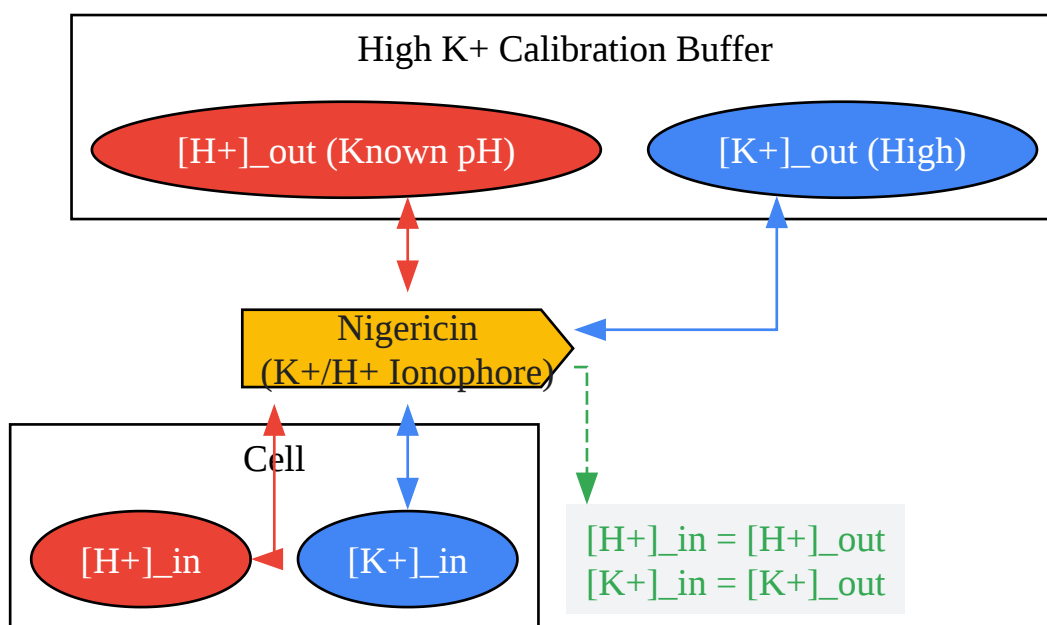 High K+ Calibration Buffer
[H+]_out (Known pH)
[K+]_out (High)
Nigericin
(K+/H+ Ionophore)
Cell
[H+]_in
[K+]_in
[H+]_in = [H+]_out
[K+]_in = [K+]_out